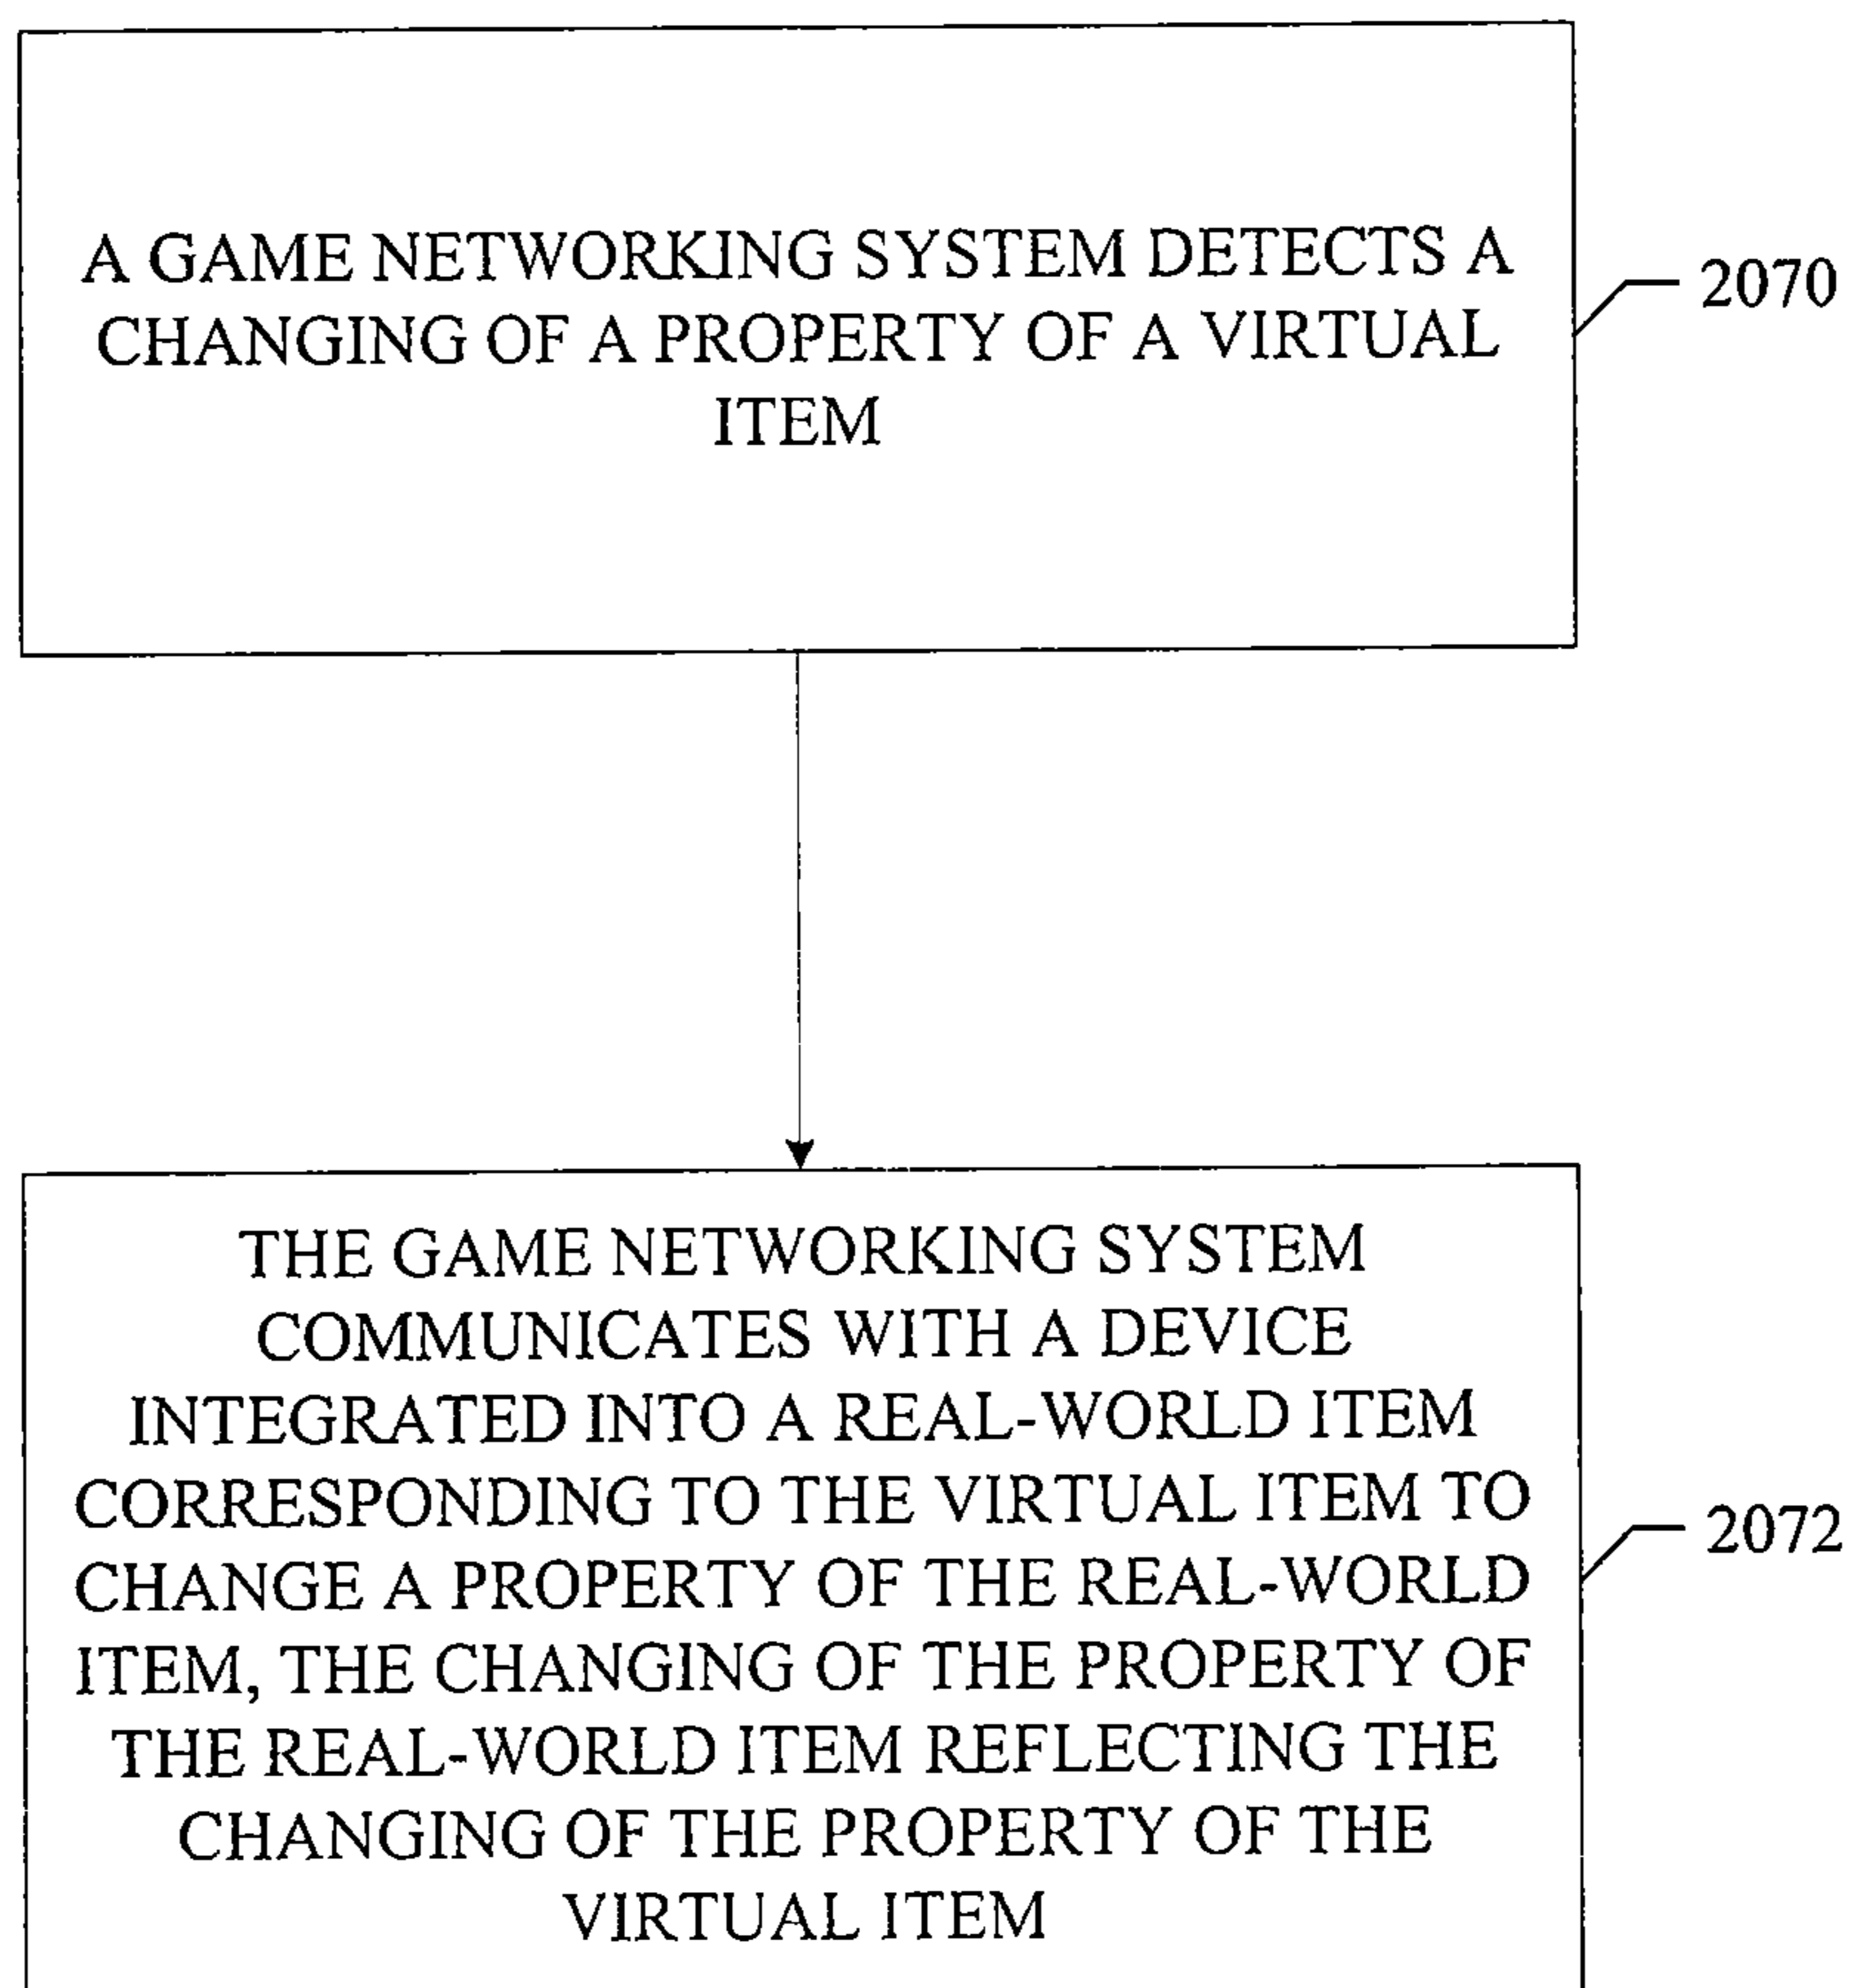 A GAME NETWORKING SYSTEM DETECTS A
CHANGING OF A PROPERTY OF A VIRTUAL
ITEM
2070
THE GAME NETWORKING SYSTEM
COMMUNICATES WITH A DEVICE
INTEGRATED INTO A REAL-WORLD ITEM
CORRESPONDING TO THE VIRTUAL ITEM TO
CHANGE A PROPERTY OF THE REAL-WORLD
ITEM, THE CHANGING OF THE PROPERTY OF
THE REAL-WORLD ITEM REFLECTING THE
CHANGING OF THE PROPERTY OF THE
VIRTUAL ITEM
2072